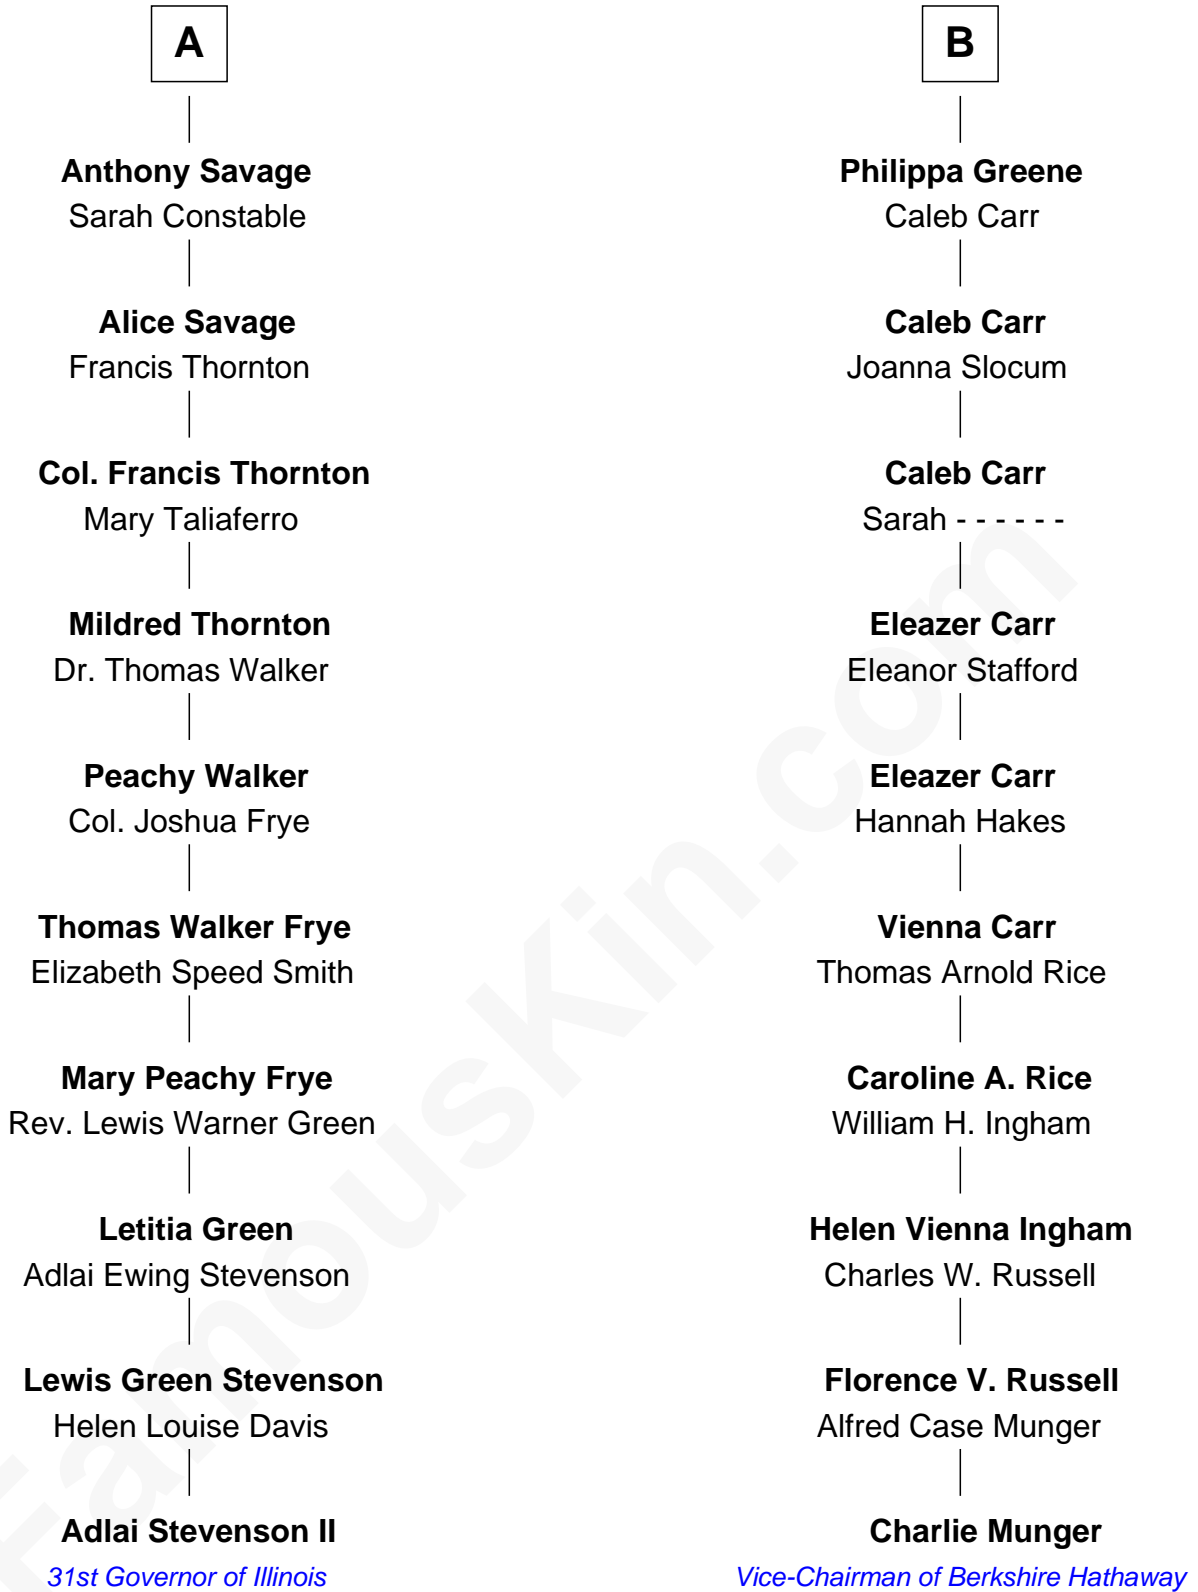 A
Anthony Savage
Sarah Constable
Alice Savage
Francis Thornton
Col. Francis Thornton
Mary Taliaferro
Mildred Thornton
Dr. Thomas Walker
Peachy Walker
Col. Joshua Frye
Thomas Walker Frye
Elizabeth Speed Smith
Mary Peachy Frye
Rev. Lewis Warner Green
Letitia Green
Adlai Ewing Stevenson
Lewis Green Stevenson
Helen Louise Davis
Adlai Stevenson II
31st Governor of Illinois
B
Philippa Greene
Caleb Carr
Caleb Carr
Joanna Slocum
Caleb Carr
Sarah - - - - - -
Eleazer Carr
Eleanor Stafford
Eleazer Carr
Hannah Hakes
Vienna Carr
Thomas Arnold Rice
Caroline A. Rice
William H. Ingham
Helen Vienna Ingham
Charles W. Russell
Florence V. Russell
Alfred Case Munger
Charlie Munger
Vice-Chairman of Berkshire Hathaway
FamousKin.com